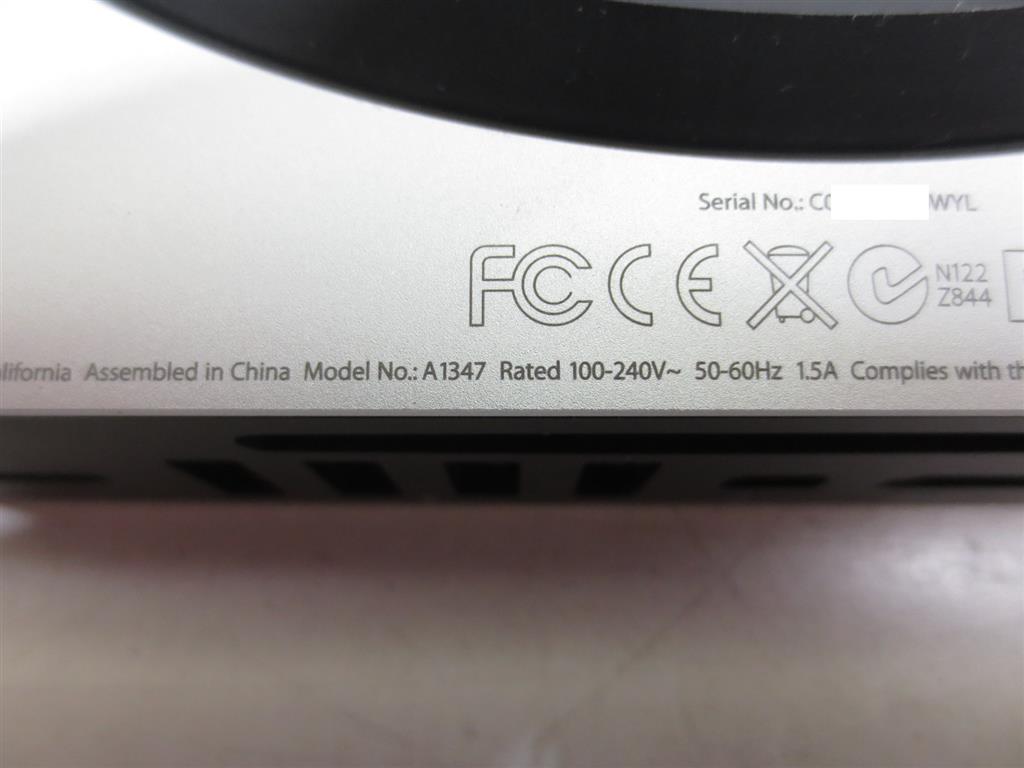 Serial No.: C0 WYL
FC CE N122
Z844
Assembled in China Model No.: A1347 Rated 100-240V~ 50-60Hz 1.5A Complies with